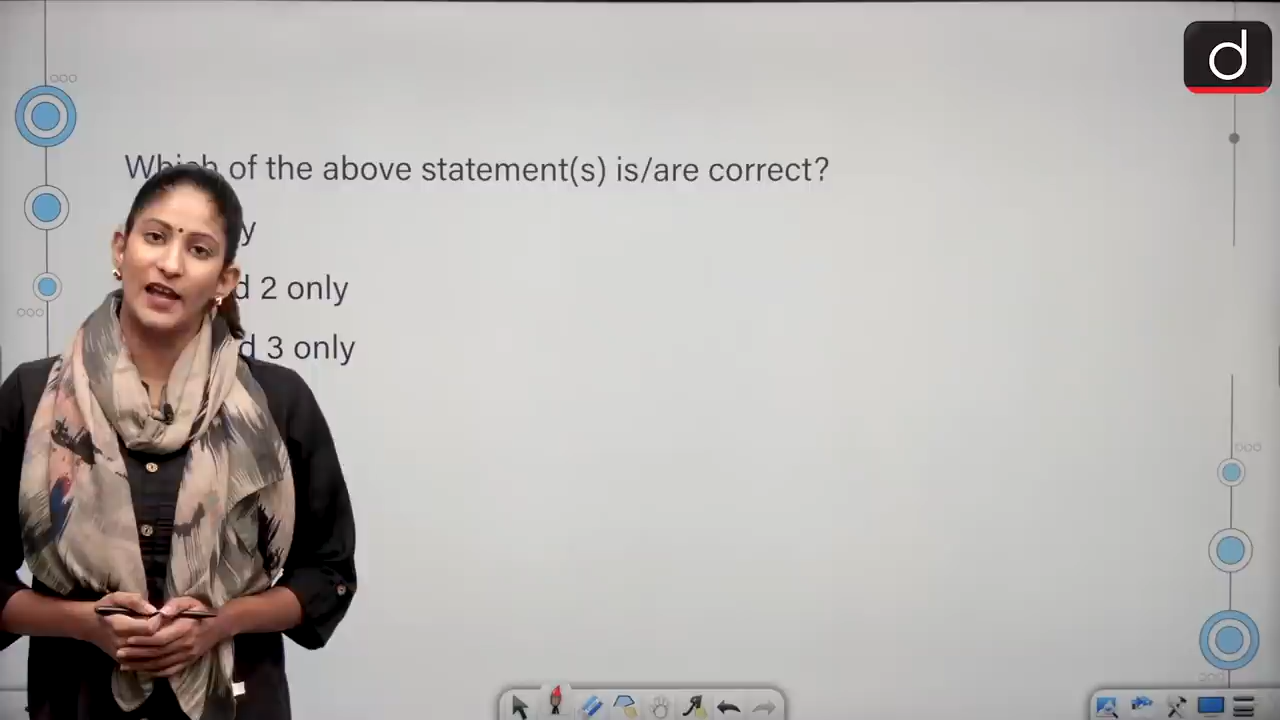 Which of the above statement(s) is/are correct?
2 only
3 only
d